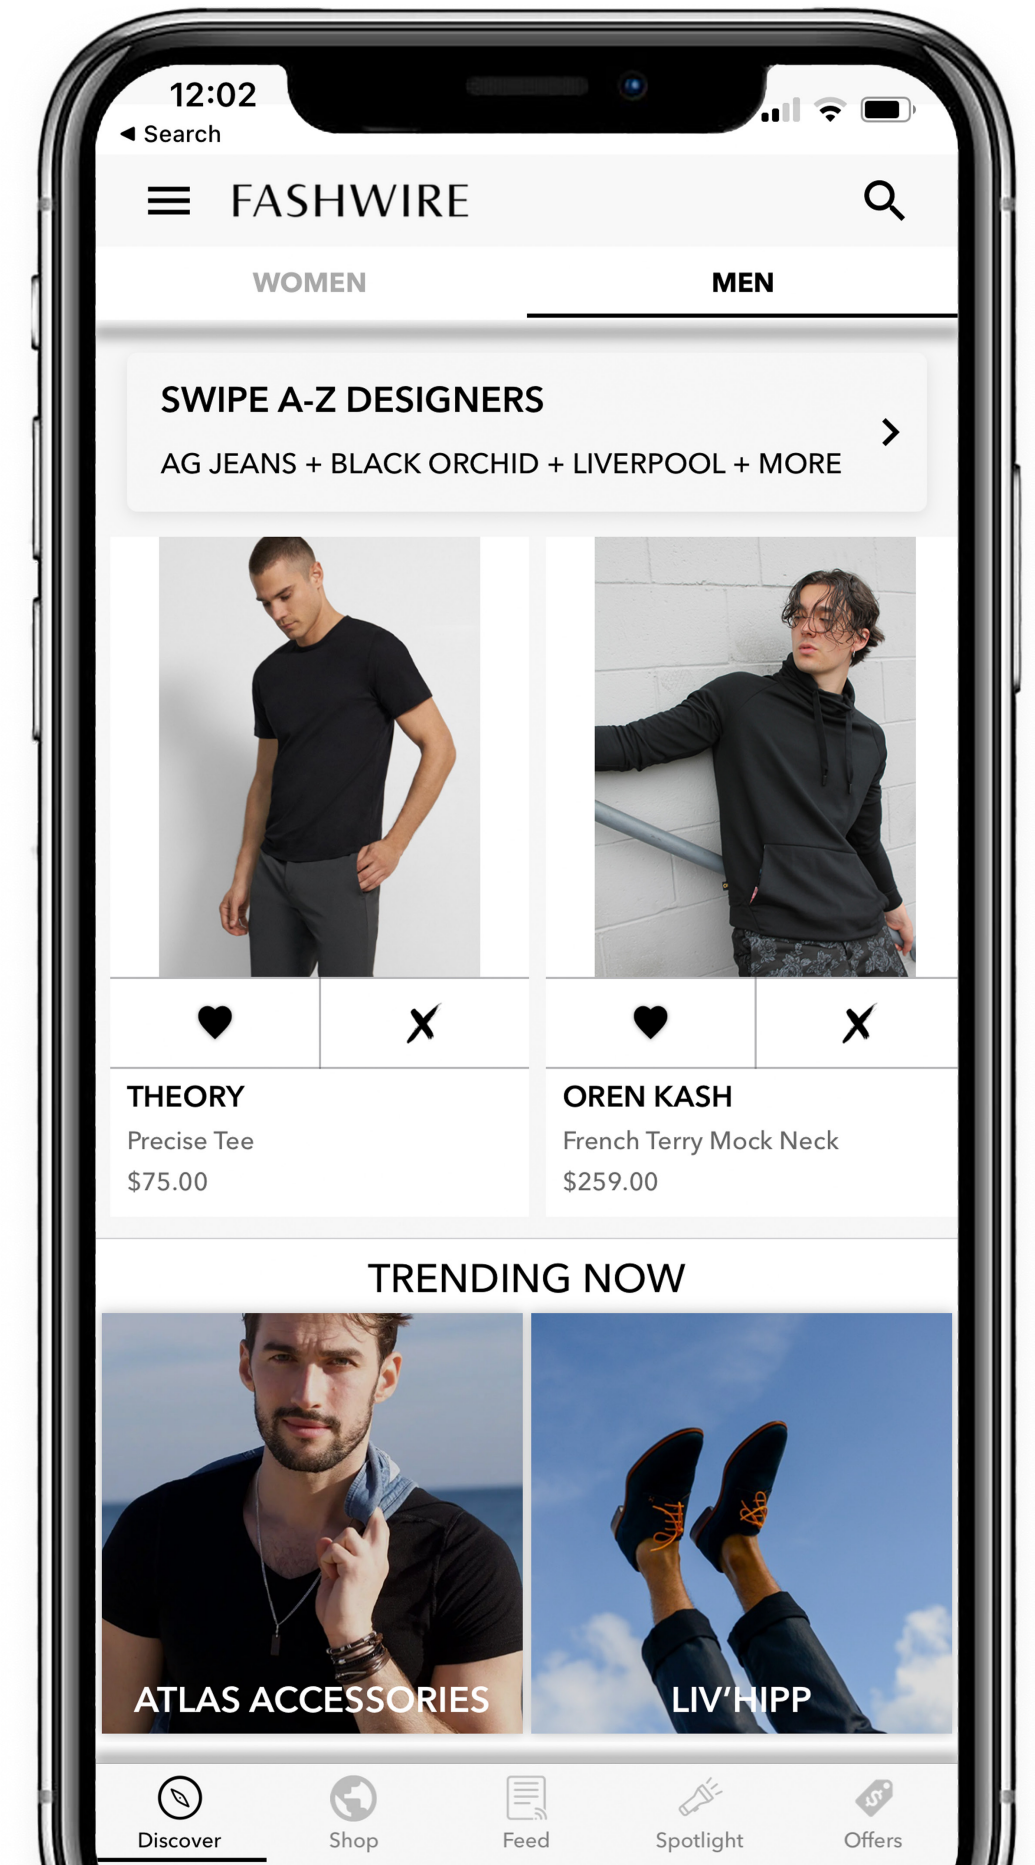 12:02
Search
FASHWIRE
WOMEN
MEN
SWIPE A-Z DESIGNERS
AG JEANS + BLACK ORCHID + LIVERPOOL + MORE
THEORY
Precise Tee
$75.00
OREN KASH
French Terry Mock Neck
$259.00
TRENDING NOW
ATLAS ACCESSORIES
LIV'HIPP
Discover
Shop
Feed
Spotlight
Offers